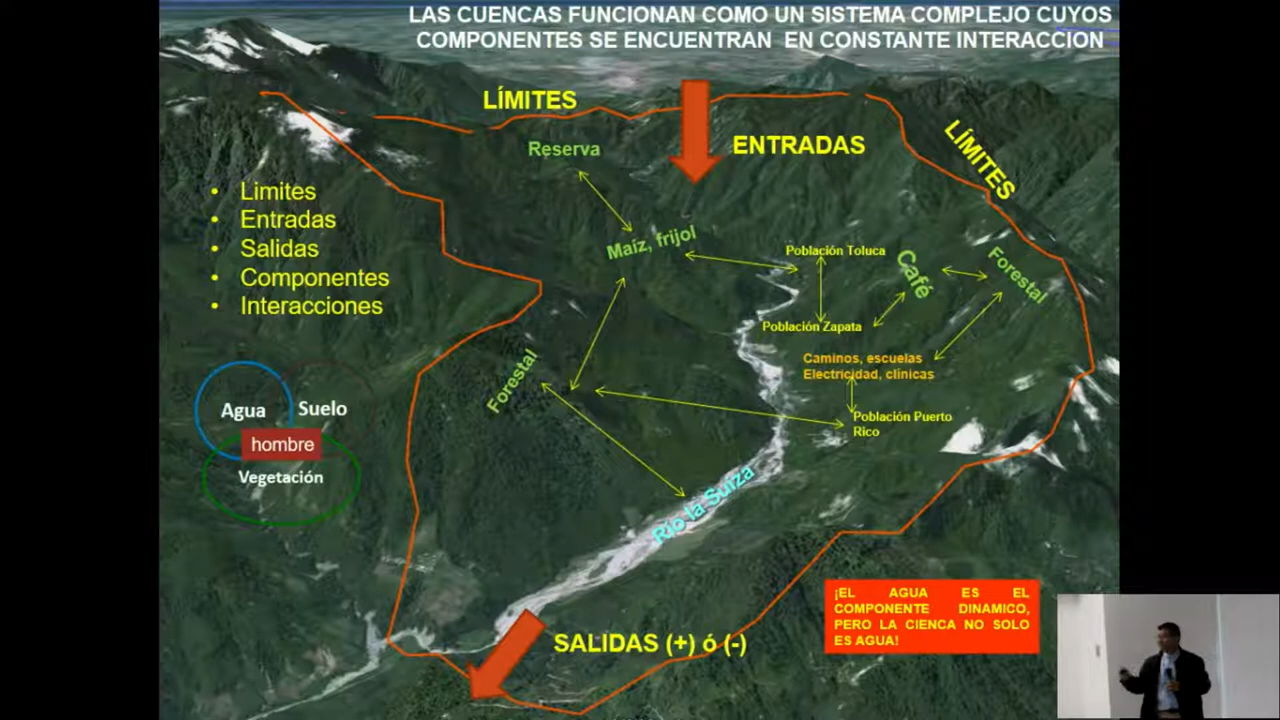 LAS CUENCAS FUNCIONAN COMO UN SISTEMA COMPLEJO CUYOS
COMPONENTES SE ENCUENTRAN EN CONSTANTE INTERACCION
LÍMITES
ENTRADAS
LÍMITES
Reserva
• Limites
• Entradas
• Salidas
• Componentes
• Interacciones
Maíz, frijol
Población Toluca
Café
Forestal
Población Zapata
Caminos, escuelas
Electricidad, clínicas
Forestal
Población Puerto
Rico
Agua
Suelo
hombre
Vegetación
Río la Suiza
¡EL AGUA ES EL
COMPONENTE DINAMICO,
PERO LA CIENCA NO SOLO
ES AGUA!
SALIDAS (+) ó (-)